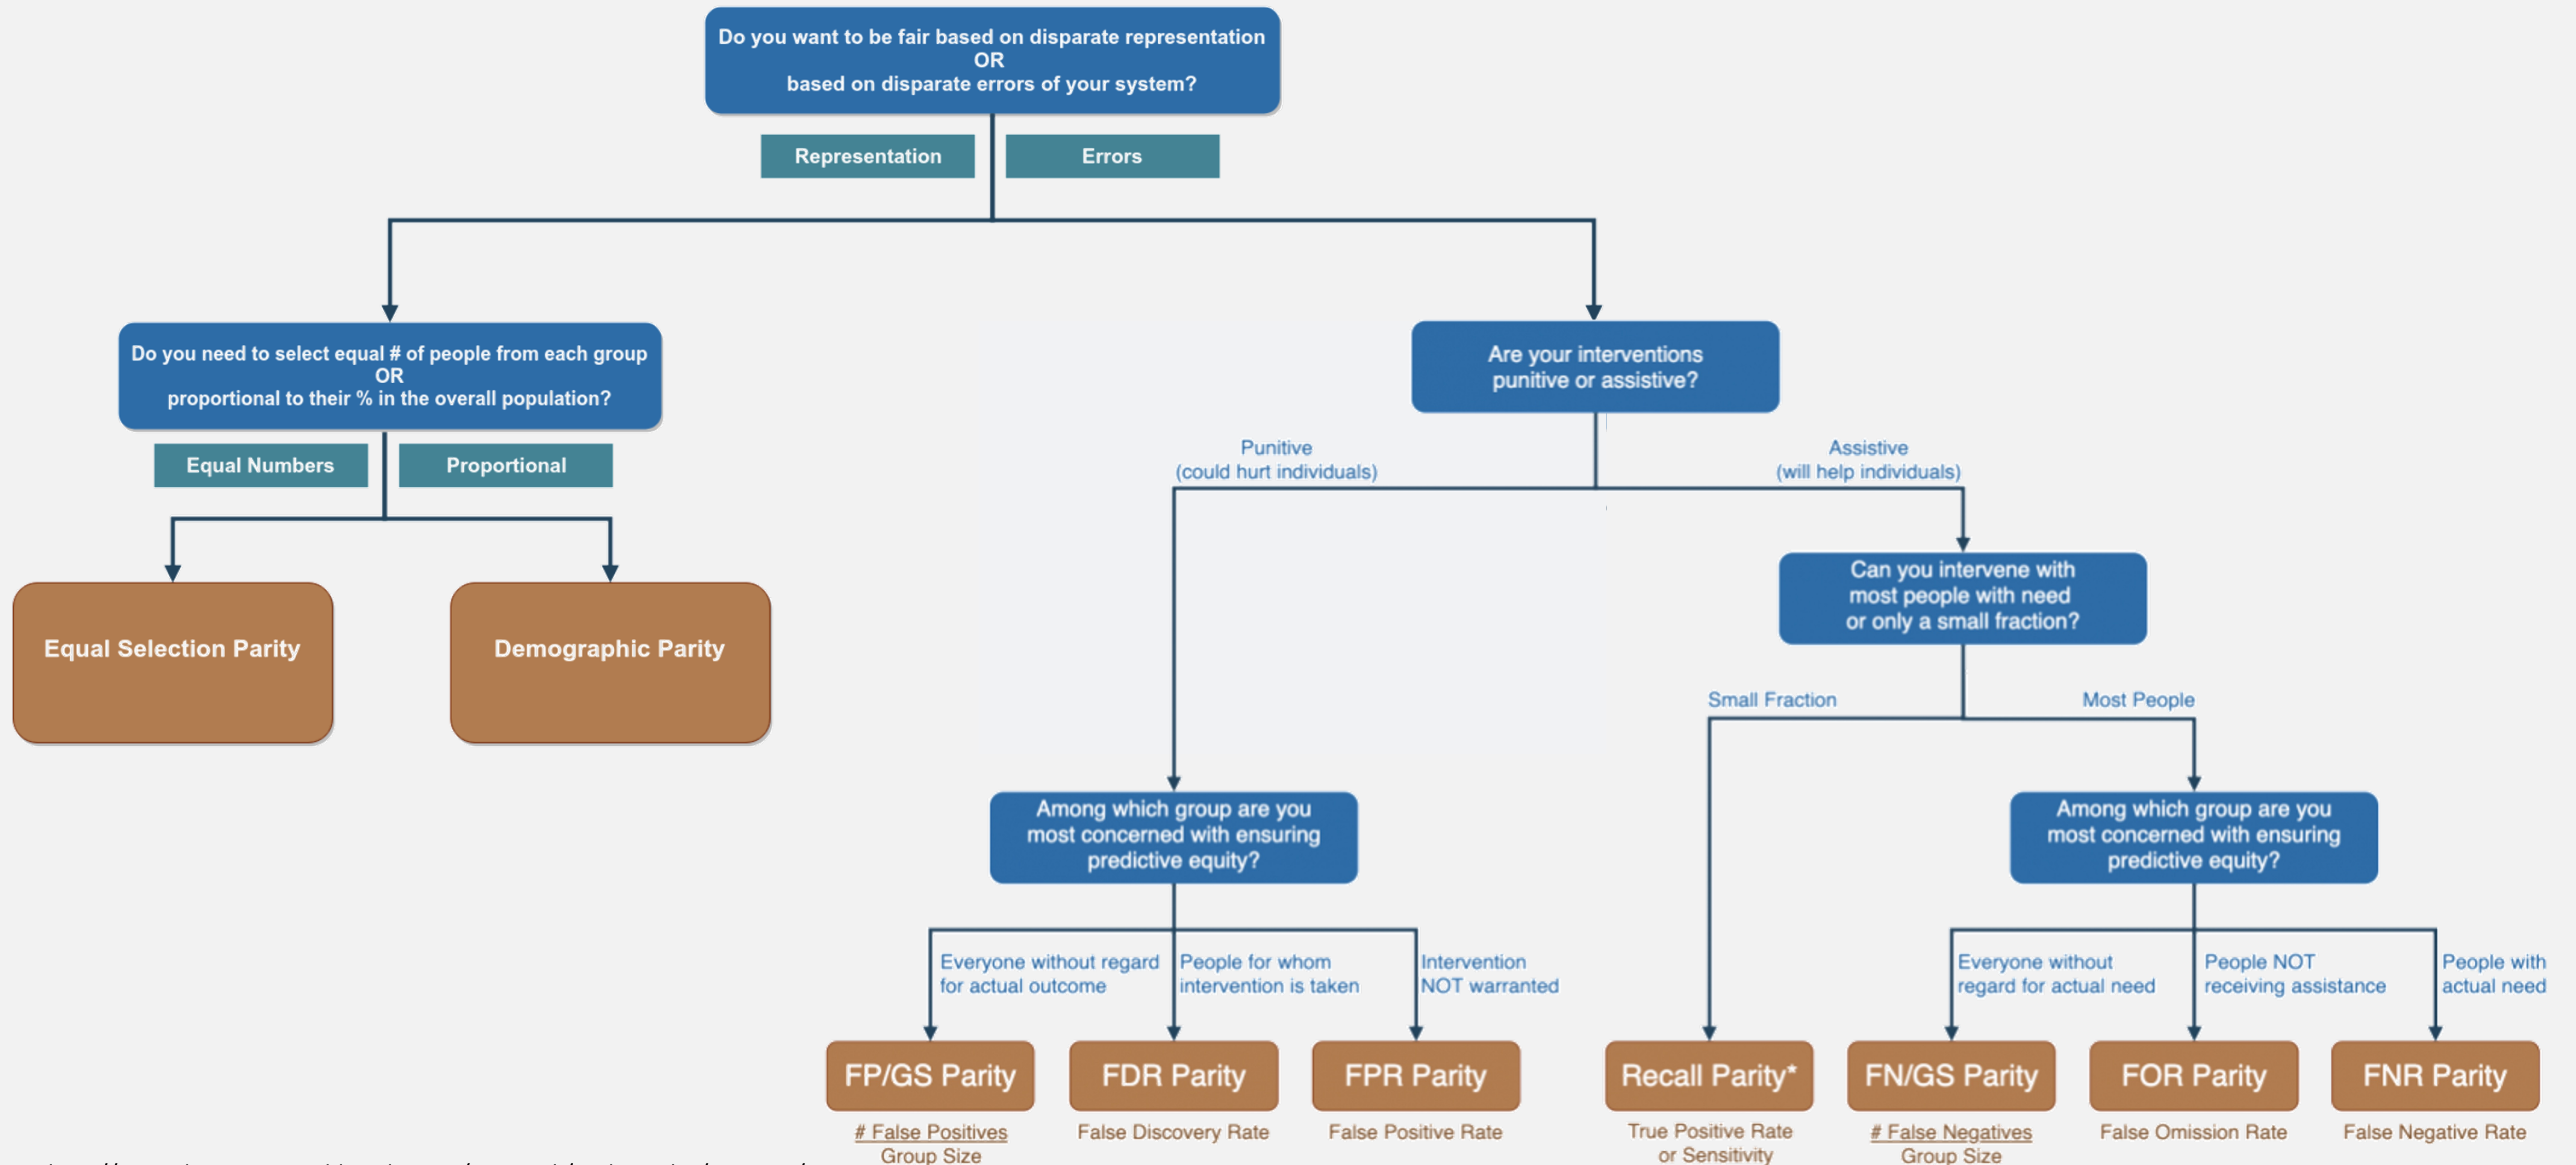 Do you want to be fair based on disparate representation
OR
based on disparate errors of your system?
Representation
Errors
Do you need to select equal # of people from each group
OR
proportional to their % in the overall population?
Equal Numbers
Proportional
Equal Selection Parity
Demographic Parity
Are your interventions
punitive or assistive?
Punitive
(could hurt individuals)
Assistive
(will help individuals)
Can you intervene with
most people with need
or only a small fraction?
Small Fraction
Most People
Among which group are you
most concerned with ensuring
predictive equity?
Among which group are you
most concerned with ensuring
predictive equity?
Everyone without regard
for actual outcome
People for whom
intervention is taken
Intervention
NOT warranted
Everyone without
regard for actual need
People NOT
receiving assistance
People with
actual need
FP/GS Parity
# False Positives
Group Size
FDR Parity
False Discovery Rate
FPR Parity
False Positive Rate
Recall Parity*
True Positive Rate
or Sensitivity
FN/GS Parity
# False Negatives
Group Size
FOR Parity
False Omission Rate
FNR Parity
False Negative Rate